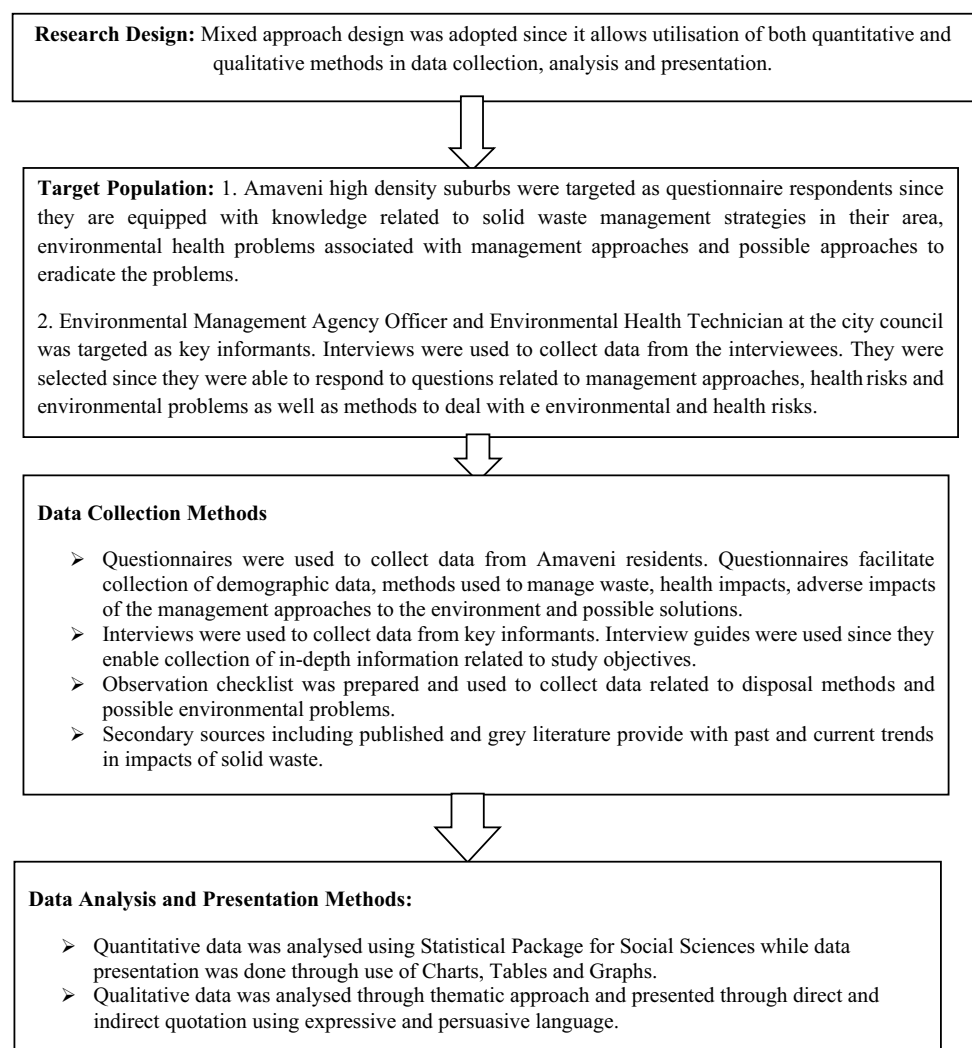 Research Design: Mixed approach design was adopted since it allows utilisation of both quantitative and
qualitative methods in data collection, analysis and presentation.
Target Population: 1. Amaveni high density suburbs were targeted as questionnaire respondents since
they are equipped with knowledge related to solid waste management strategies in their area,
environmental health problems associated with management approaches and possible approaches to
eradicate the problems.
2. Environmental Management Agency Officer and Environmental Health Technician at the city council
was targeted as key informants. Interviews were used to collect data from the interviewees. They were
selected since they were able to respond to questions related to management approaches, health risks and
environmental problems as well as methods to deal with e environmental and health risks.
Data Collection Methods
➢ Questionnaires were used to collect data from Amaveni residents. Questionnaires facilitate
collection of demographic data, methods used to manage waste, health impacts, adverse impacts
of the management approaches to the environment and possible solutions.
➢ Interviews were used to collect data from key informants. Interview guides were used since they
enable collection of in-depth information related to study objectives.
➢ Observation checklist was prepared and used to collect data related to disposal methods and
possible environmental problems.
➢ Secondary sources including published and grey literature provide with past and current trends
in impacts of solid waste.
Data Analysis and Presentation Methods:
➢ Quantitative data was analysed using Statistical Package for Social Sciences while data
presentation was done through use of Charts, Tables and Graphs.
➢ Qualitative data was analysed through thematic approach and presented through direct and
indirect quotation using expressive and persuasive language.